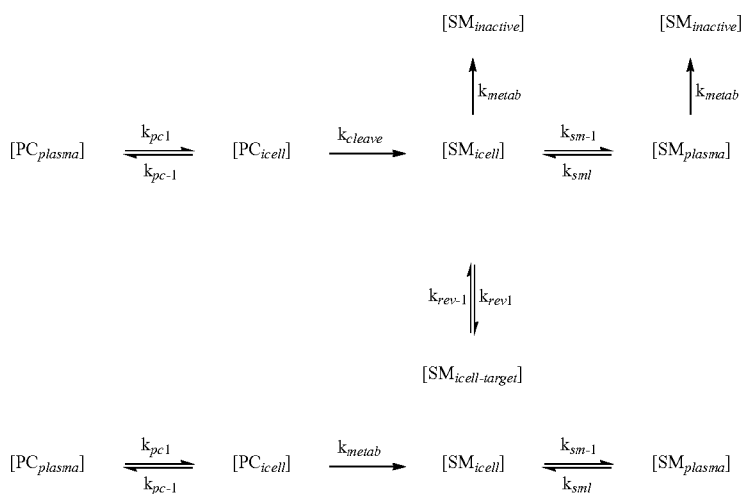 [SMinactive] [SMinactive]
kmetab kmetab
kpc1 kcleave ksm-1
[PCplasma] [PCicell] [SMicell] [SMplasma]
kpc-1 ksml
krev-1 krev1
[SMicell-target]
kpc1 kmetab ksm-1
[PCplasma] [PCicell] [SMicell] [SMplasma]
kpc-1 ksml